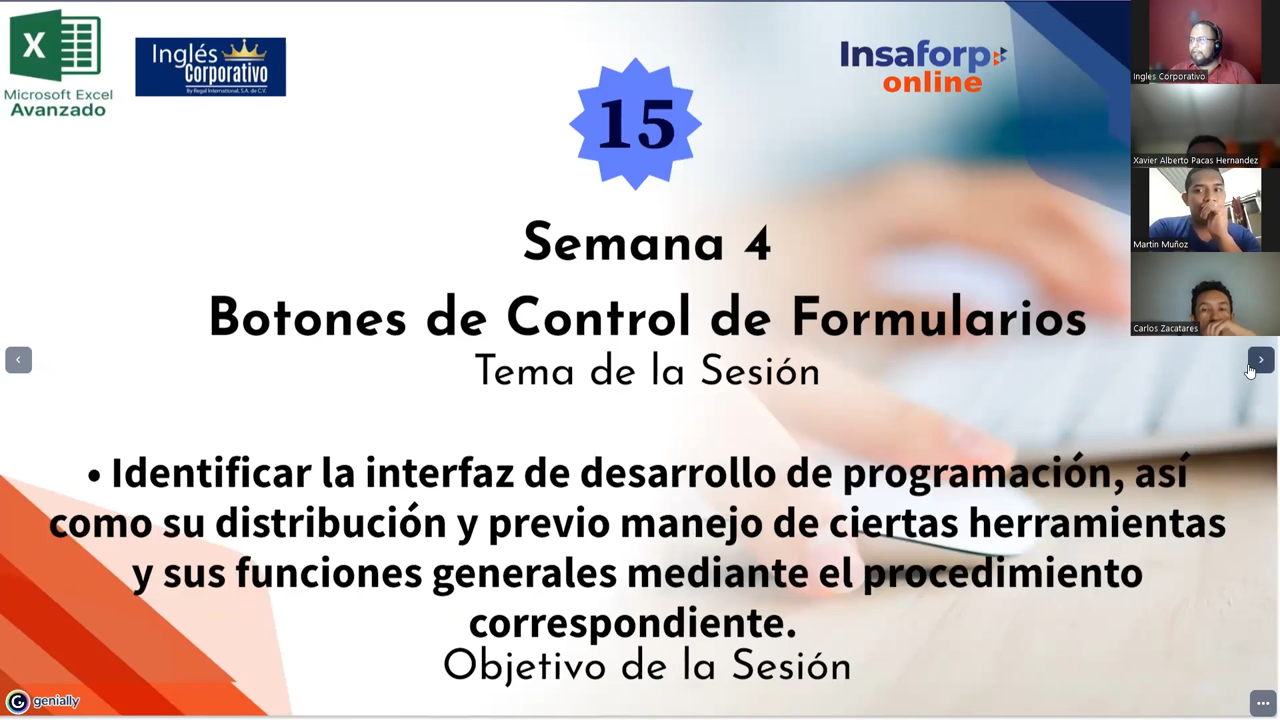 Microsoft Excel
Avanzado
Inglés
Corporativo
By Regal International, S.A. de C.V.
15
Insaforp
online
Ingles Corporativo
Xavier Alberto Pacas Hernandez
Martin Muñoz
Carlos Zacatares
Semana 4
Botones de Control de Formularios
Tema de la Sesión
• Identificar la interfaz de desarrollo de programación, así
como su distribución y previo manejo de ciertas herramientas
y sus funciones generales mediante el procedimiento
correspondiente.
Objetivo de la Sesión
genially